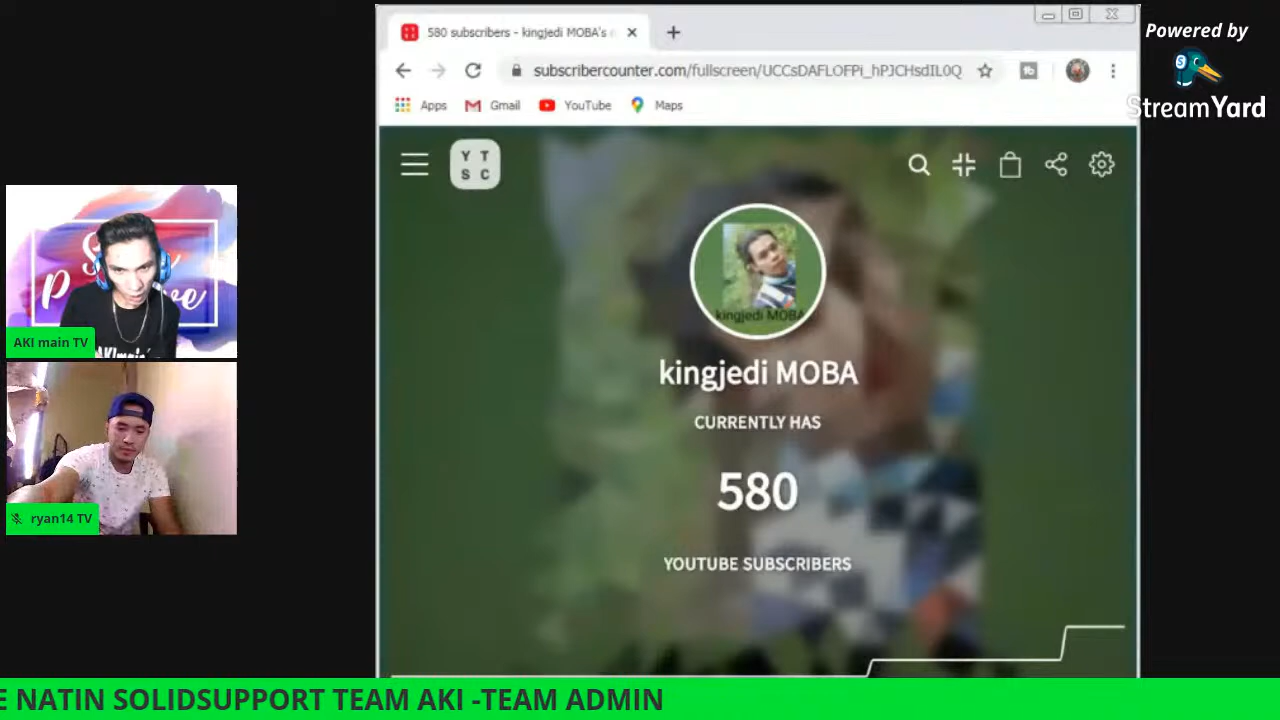 580 subscribers - kingjedi MOBA's
subscribercounter.com/fullscreen/UCCsDAFLOFPi_hPJCHsdIL0Q
Apps
Gmail
YouTube
Maps
Powered by
StreamYard
Y T
S C
kingjedi MOBA
kingjedi MOBA
CURRENTLY HAS
580
YOUTUBE SUBSCRIBERS
AKI main TV
ryan14 TV
E NATIN SOLIDSUPPORT TEAM AKI -TEAM ADMIN